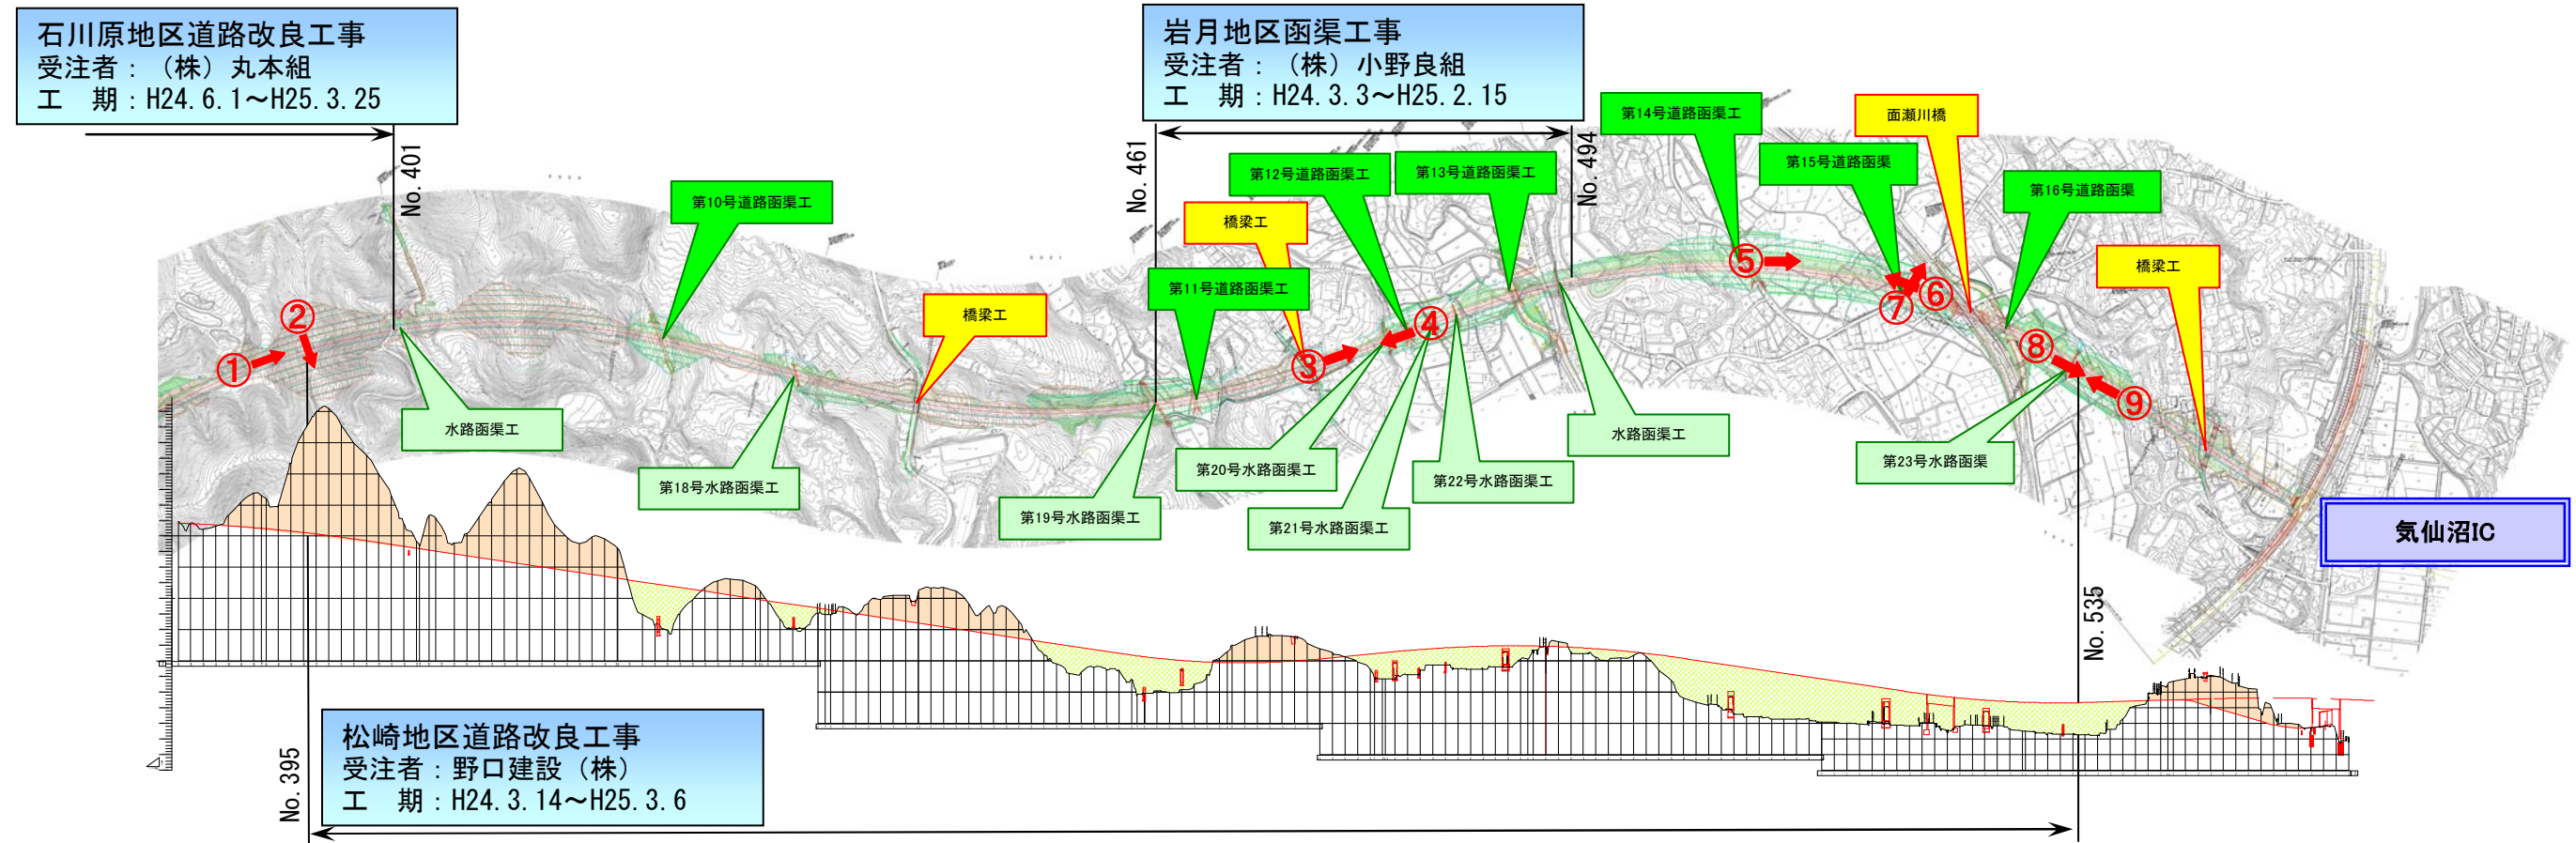 石川原地区道路改良工事
受注者：（株）丸本組
工　期：H24.6.1～H25.3.25
岩月地区函渠工事
受注者：（株）小野良組
工　期：H24.3.3～H25.2.15
No.401
No.461
No.494
第10号道路函渠工
橋梁工
橋梁工
第11号道路函渠工
第12号道路函渠工
第13号道路函渠工
第14号道路函渠工
第15号道路函渠
面瀬川橋
第16号道路函渠
橋梁工
①
②
③
④
⑤
⑥
⑦
⑧
⑨
水路函渠工
第18号水路函渠工
第19号水路函渠工
第20号水路函渠工
第21号水路函渠工
第22号水路函渠工
水路函渠工
第23号水路函渠
気仙沼IC
No.395
No.535
松崎地区道路改良工事
受注者：野口建設（株）
工　期：H24.3.14～H25.3.6